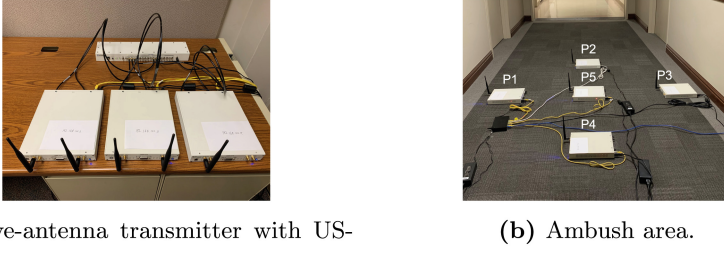 P2
P1
P5
P3
P4
ve-antenna transmitter with US-
(b) Ambush area.